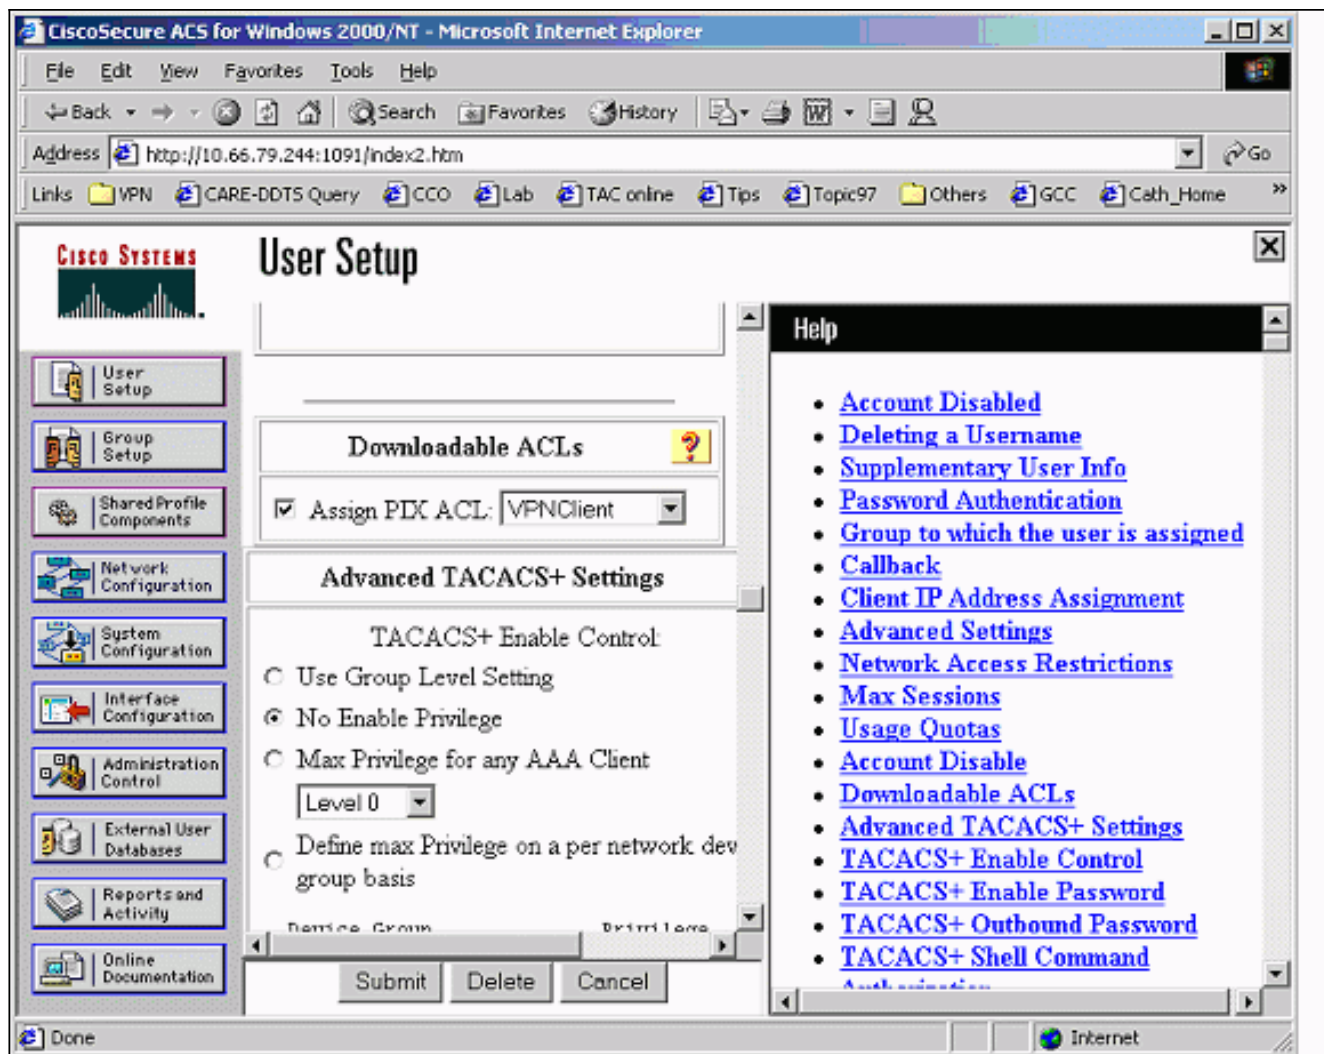 CiscoSecure ACS for Windows 2000/NT - Microsoft Internet Explorer
File Edit View Favorites Tools Help
Back Search Favorites History
Address http://10.66.79.244:1091/index2.htm Go
Links VPN CARE-DDTS Query CCO Lab TAC online Tips Topic97 Others GCC Cath_Home »
CISCO SYSTEMS
User Setup
User
Setup
Group
Setup
Shared Profile
Components
Network
Configuration
System
Configuration
Interface
Configuration
Administration
Control
External User
Databases
Reports and
Activity
Online
Documentation
Downloadable ACLs
?
Assign PIX ACL: VPNClient
Advanced TACACS+ Settings
TACACS+ Enable Control:
Use Group Level Setting
No Enable Privilege
Max Privilege for any AAA Client
Level 0
Define max Privilege on a per network dev
group basis
Device Group Privilege
Submit Delete Cancel
Help
Account Disabled
Deleting a Username
Supplementary User Info
Password Authentication
Group to which the user is assigned
Callback
Client IP Address Assignment
Advanced Settings
Network Access Restrictions
Max Sessions
Usage Quotas
Account Disable
Downloadable ACLs
Advanced TACACS+ Settings
TACACS+ Enable Control
TACACS+ Enable Password
TACACS+ Outbound Password
TACACS+ Shell Command
Authorization
Done Internet